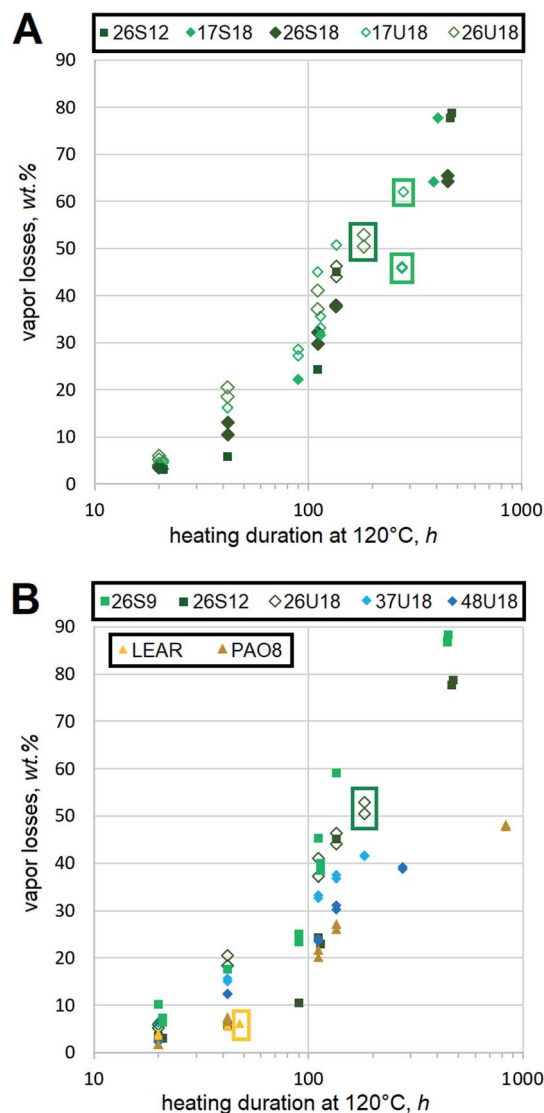 A
26S12 17S18 26S18 17U18 26U18
90
80
70
60
50
40
30
20
10
0
vapor losses, wt.%
10 100 1000
heating duration at 120°C, h
B
26S9 26S12 26U18 37U18 48U18
LEAR PAO8
90
80
70
60
50
40
30
20
10
0
vapor losses, wt.%
10 100 1000
heating duration at 120°C, h